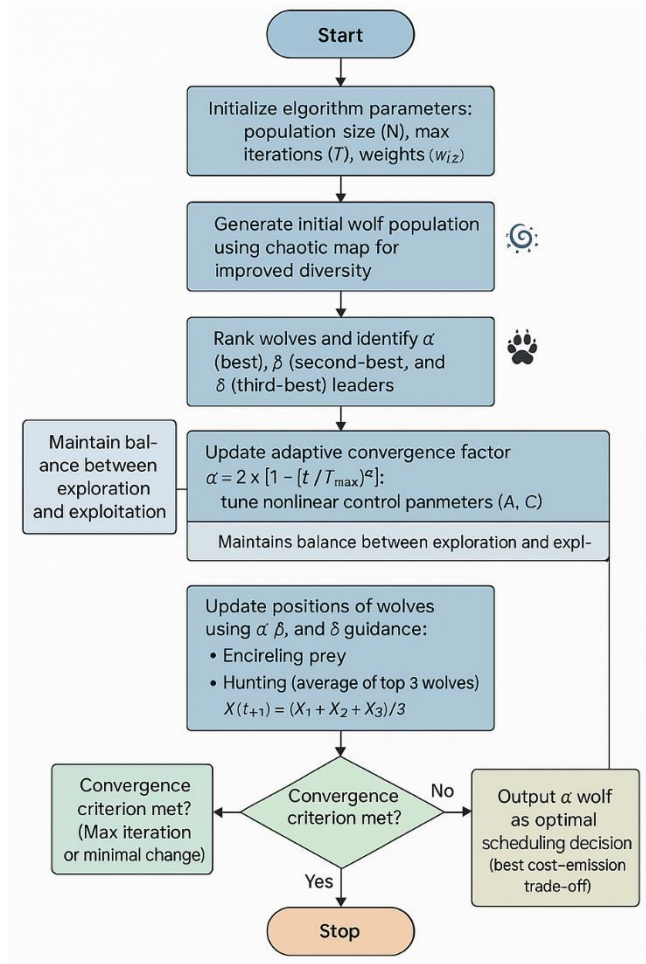 Start
Initialize elgorithm parameters:
population size (N), max
iterations (T), weights (w_iz)
Generate initial wolf population
using chaotic map for
improved diversity
Rank wolves and identify ά
(best), β (second-best, and
δ (third-best) leaders
Maintain bal-
ance between
exploration
and exploitation
Update adaptive convergence factor
ά = 2 x [1 – [t / T_max)^α]:
tune nonlinear control panmeters (A, C)
Maintains balance between exploration and expl-
Update positions of wolves
using ά β̂, and δ guidance:
• Encireling prey
• Hunting (average of top 3 wolves)
X(t₊₁) = (X₁ + X₂ + X₃)/3
Convergence
criterion met?
(Max iteration
or minimal change)
Convergence
criterion met?
No
Output ά wolf
as optimal
scheduling decision
(best cost–emission
trade-off)
Yes
Stop